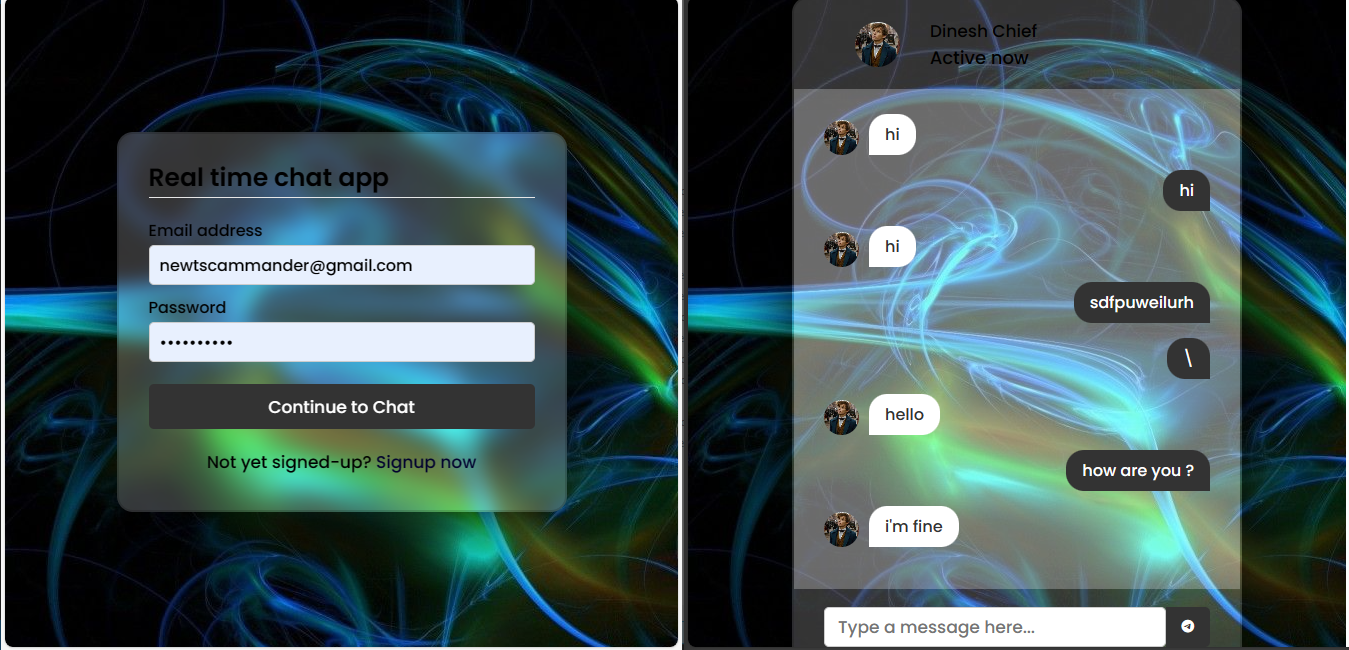 Real time chat app
Email address
newtscammander@gmail.com
Password
••••••••••
Continue to Chat
Not yet signed-up? Signup now
Dinesh Chief
Active now
hi
hi
hi
sdfpuweilurh
\
hello
how are you ?
i'm fine
Type a message here...